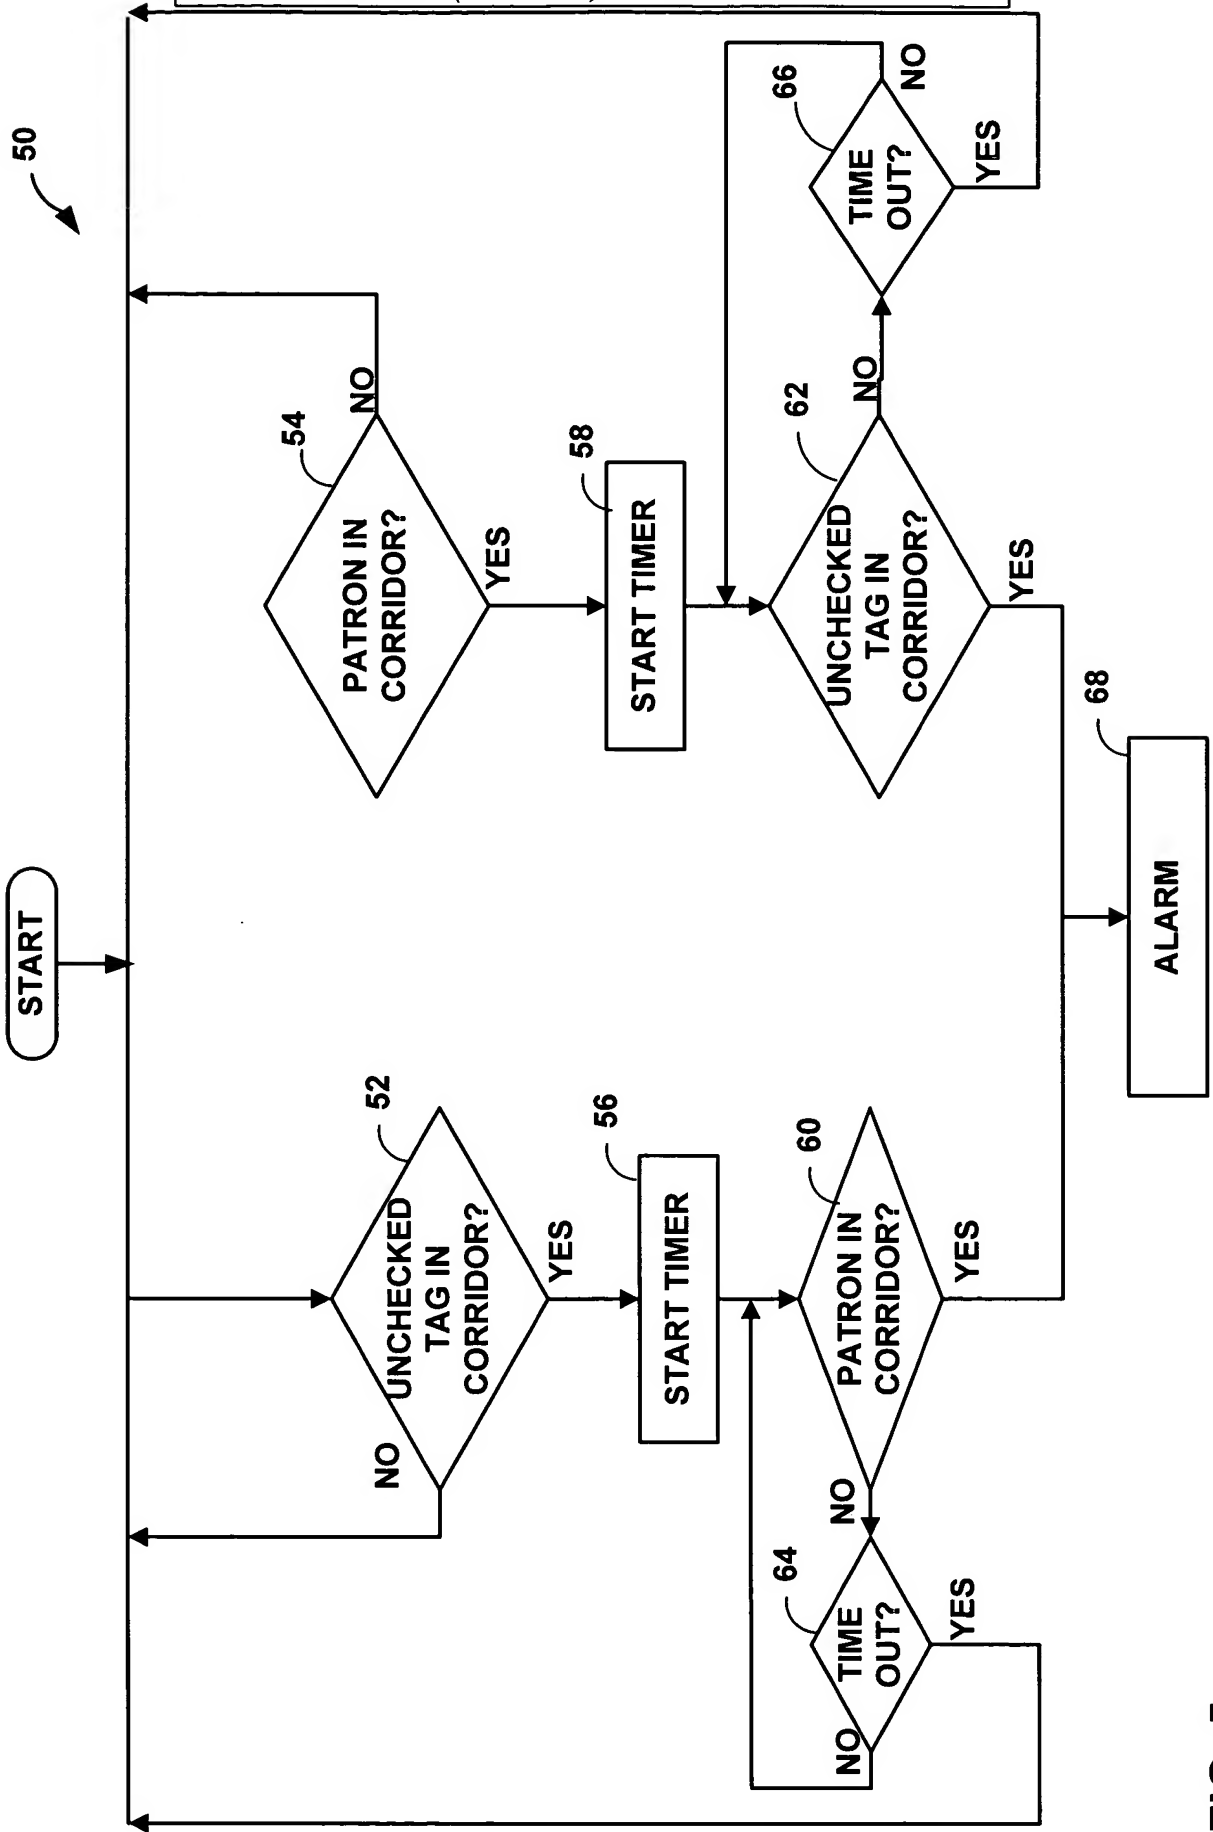 50
START
52
UNCHECKED
TAG IN
CORRIDOR?
NO
YES
54
PATRON IN
CORRIDOR?
NO
YES
56
START TIMER
58
START TIMER
60
PATRON IN
CORRIDOR?
NO
YES
62
UNCHECKED
TAG IN
CORRIDOR?
NO
YES
64
TIME
OUT?
NO
YES
66
TIME
OUT?
NO
YES
68
ALARM